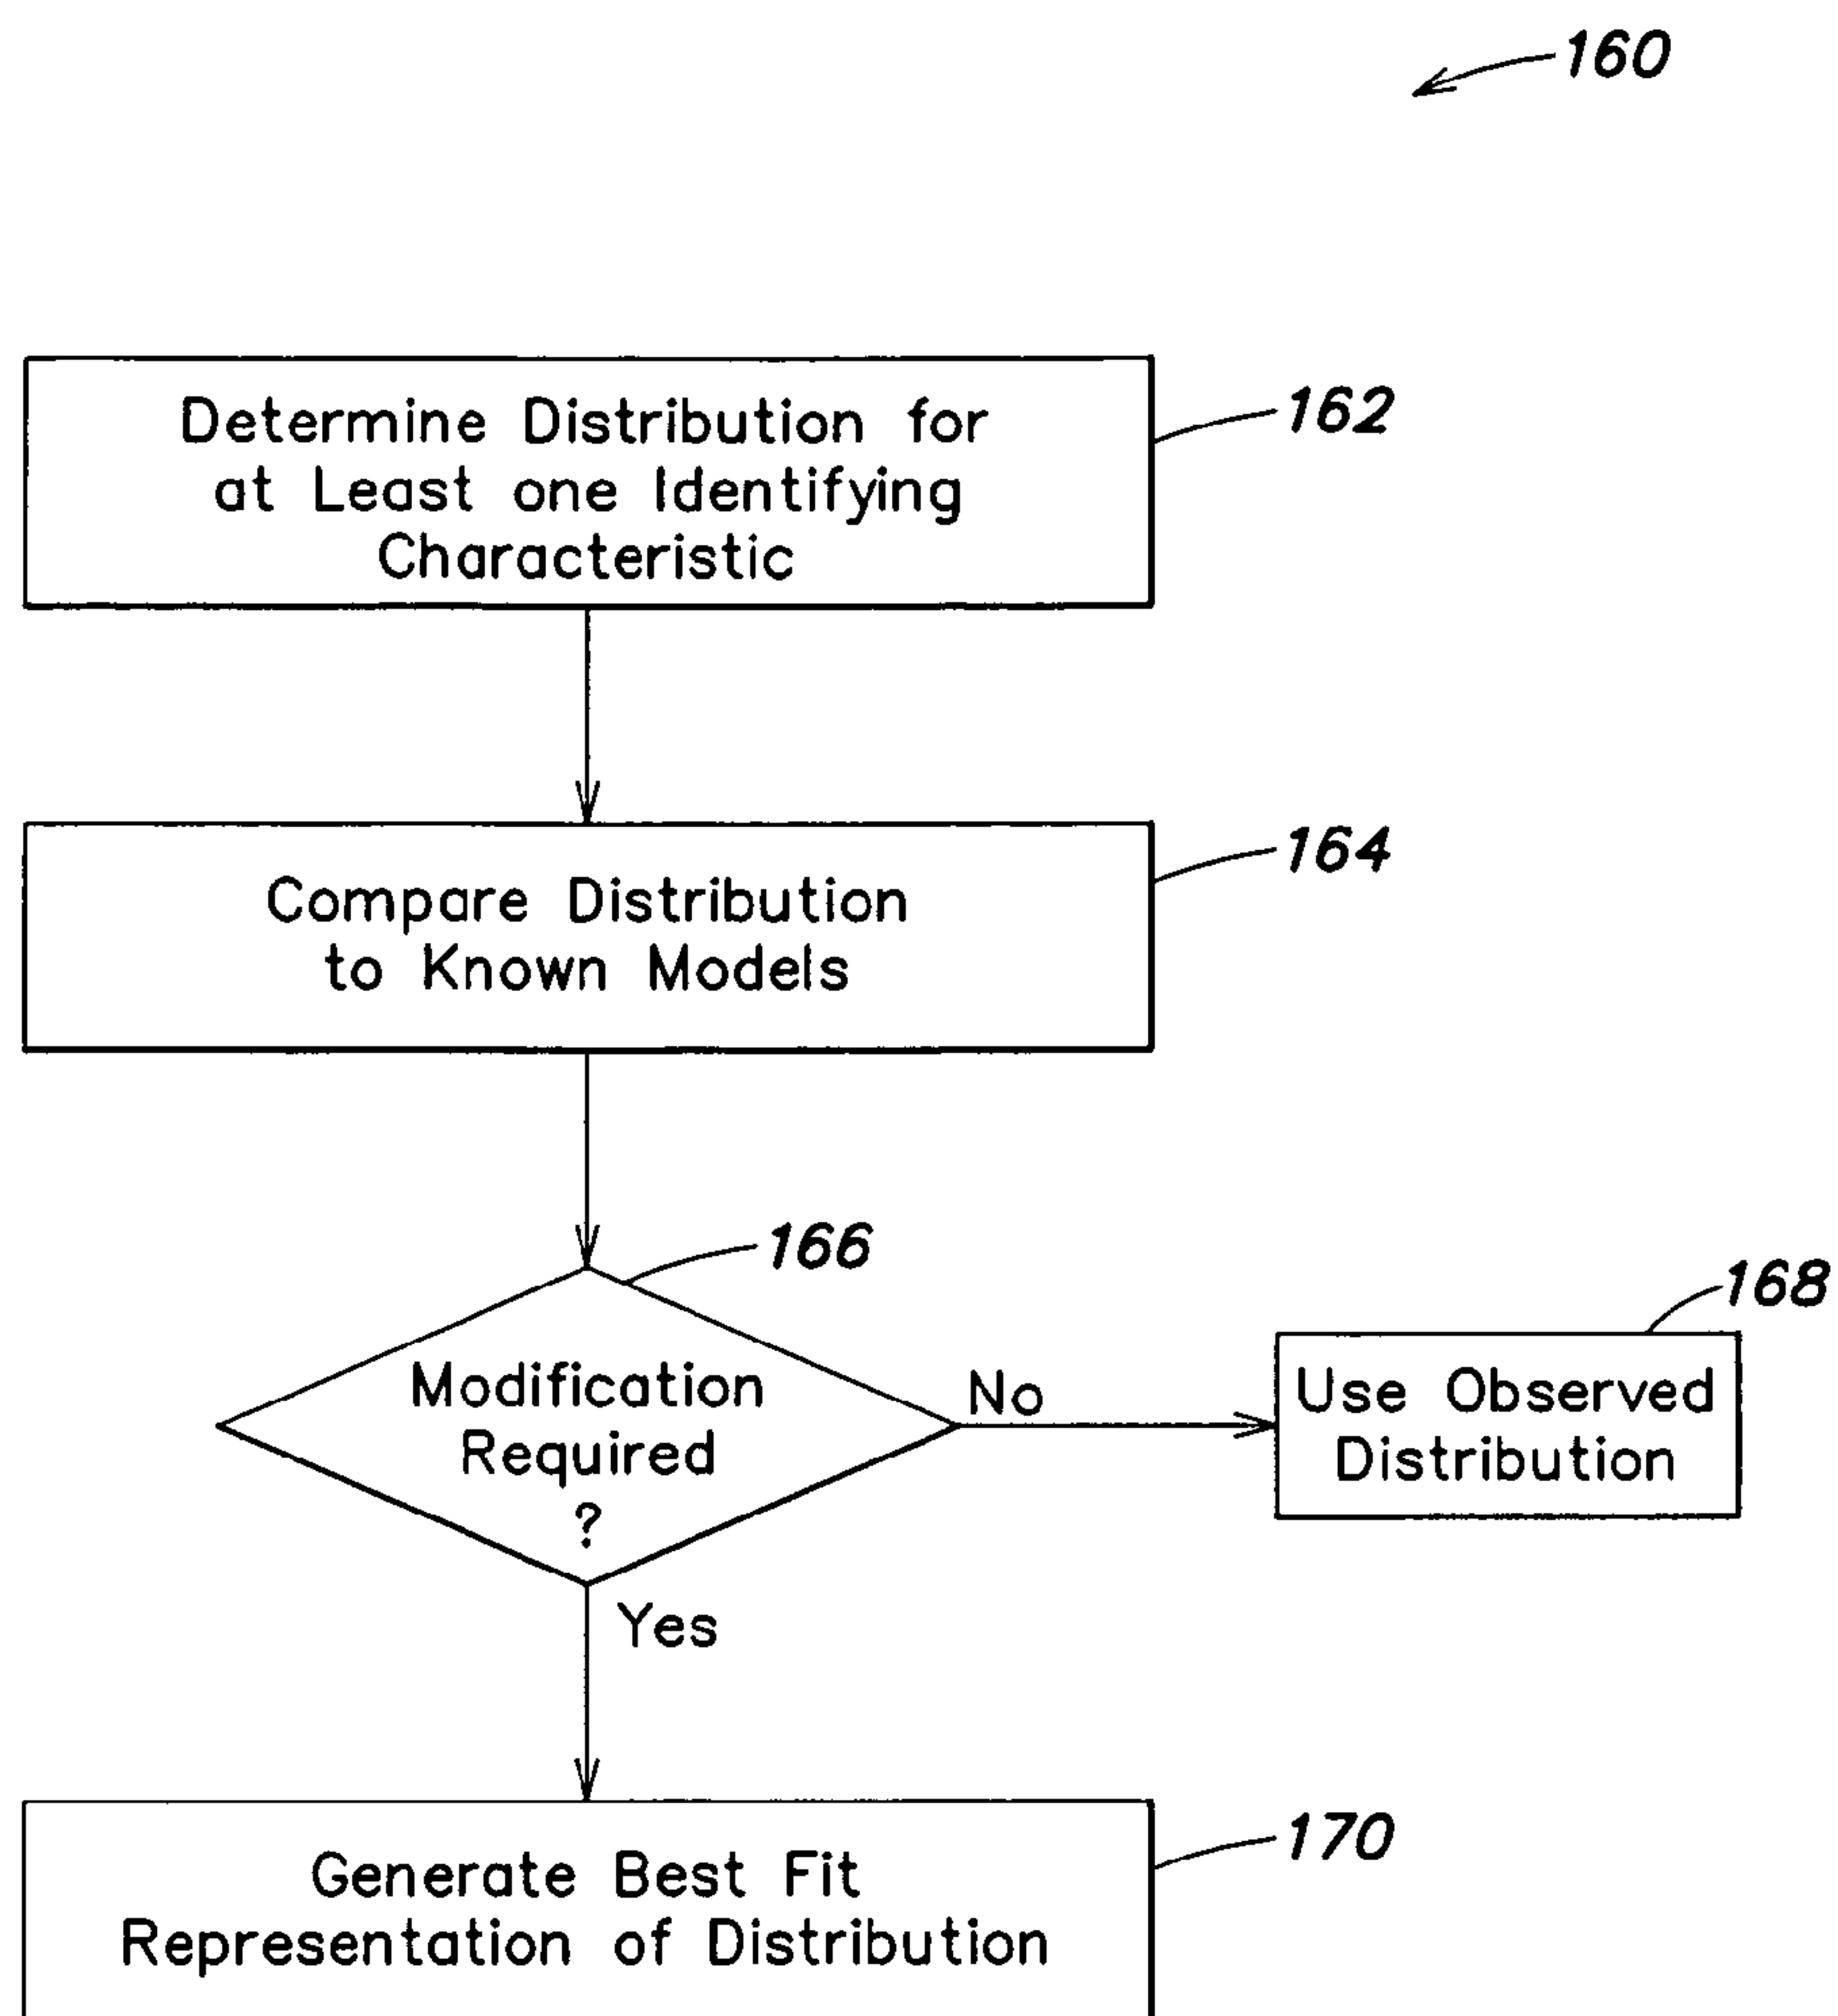 160
Determine Distribution for
at Least one Identifying
Characteristic
162
Compare Distribution
to Known Models
164
166
Modification
Required
?
No
168
Use Observed
Distribution
Yes
Generate Best Fit
Representation of Distribution
170